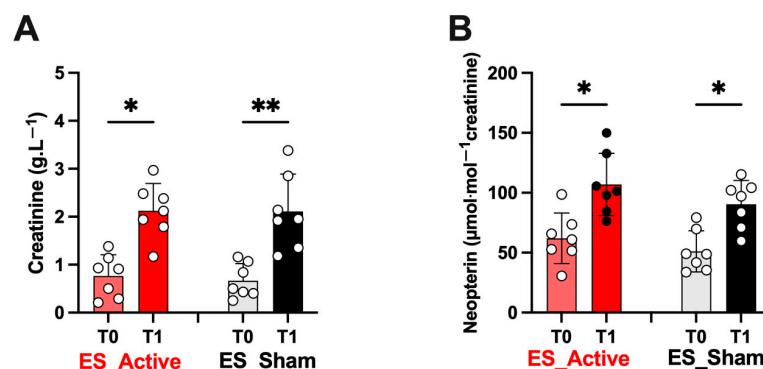 A
Creatinine (g.L−1)
5
4
3
2
1
0
*
**
T0 T1 T0 T1
ES Active ES Sham
B
Neopterin (μmol·mol−1creatinine)
200
150
100
50
0
*
*
T0 T1 T0 T1
ES_Active ES_Sham